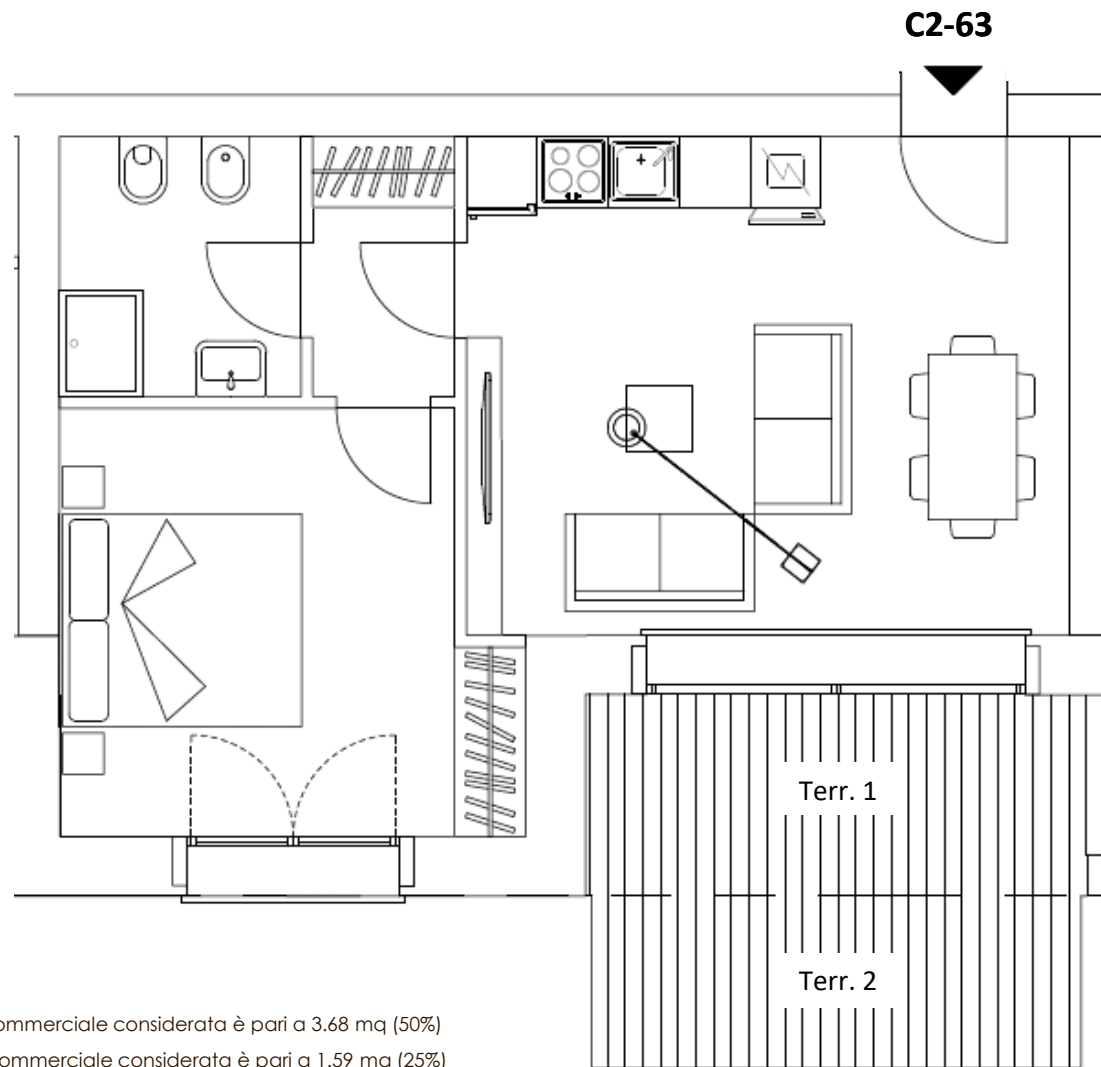 C2-63
Terr. 1
Terr. 2
ommerciale considerata è pari a 3.68 mq (50%)
ommerciale considerata è pari a 1.59 mq (25%)